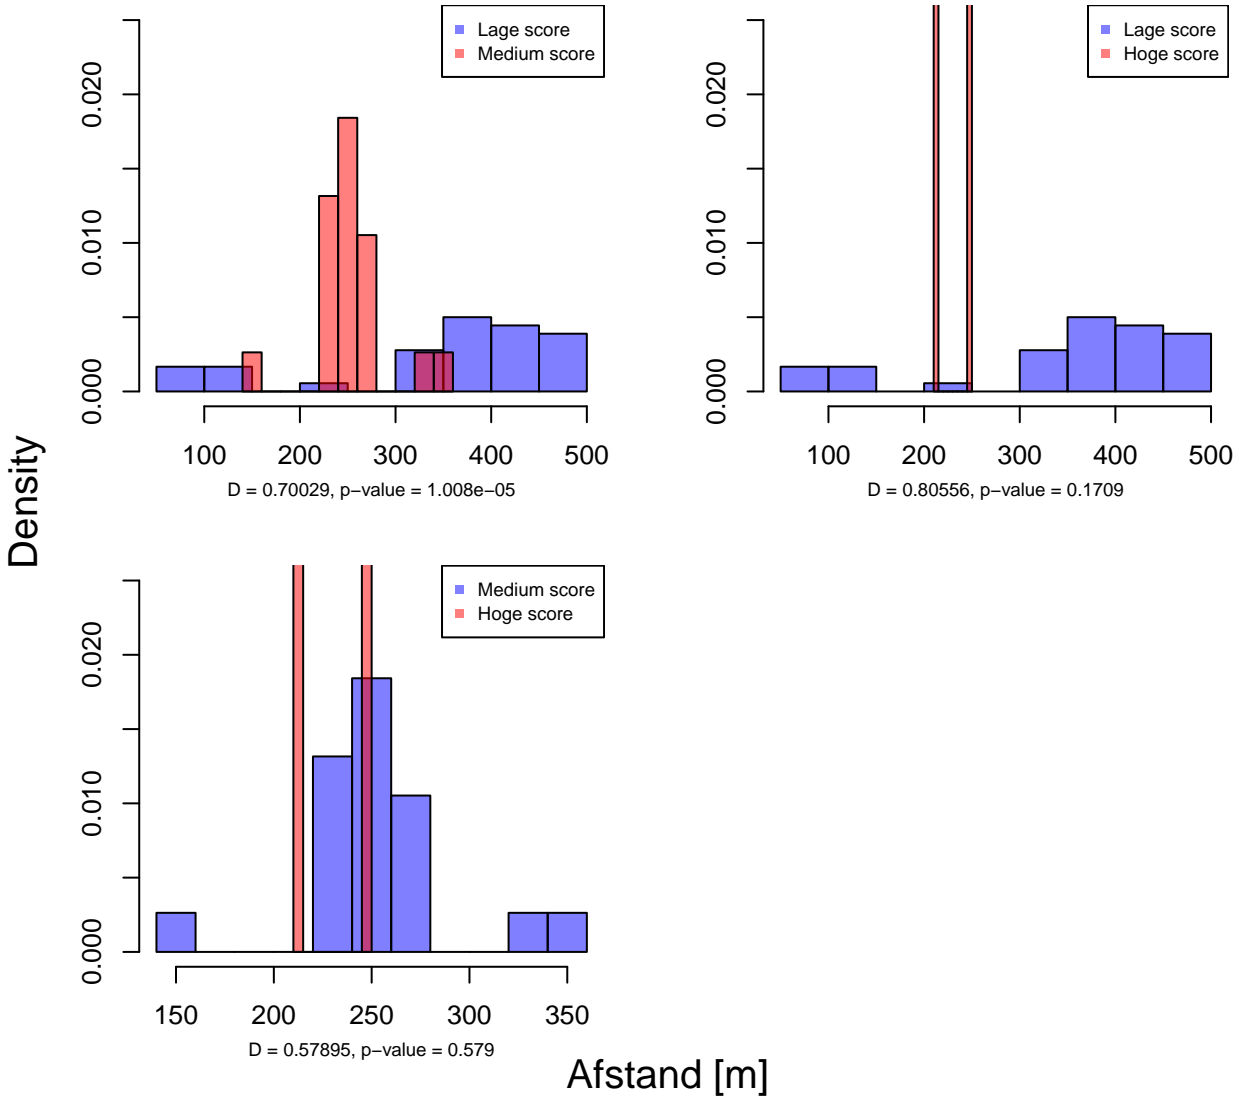 Lage score
Medium score
0.000 0.010 0.020
100 200 300 400 500
D = 0.70029, p−value = 1.008e−05
Lage score
Hoge score
0.000 0.010 0.020
100 200 300 400 500
D = 0.80556, p−value = 0.1709
Density
Medium score
Hoge score
0.000 0.010 0.020
150 200 250 300 350
D = 0.57895, p−value = 0.579
Afstand [m]